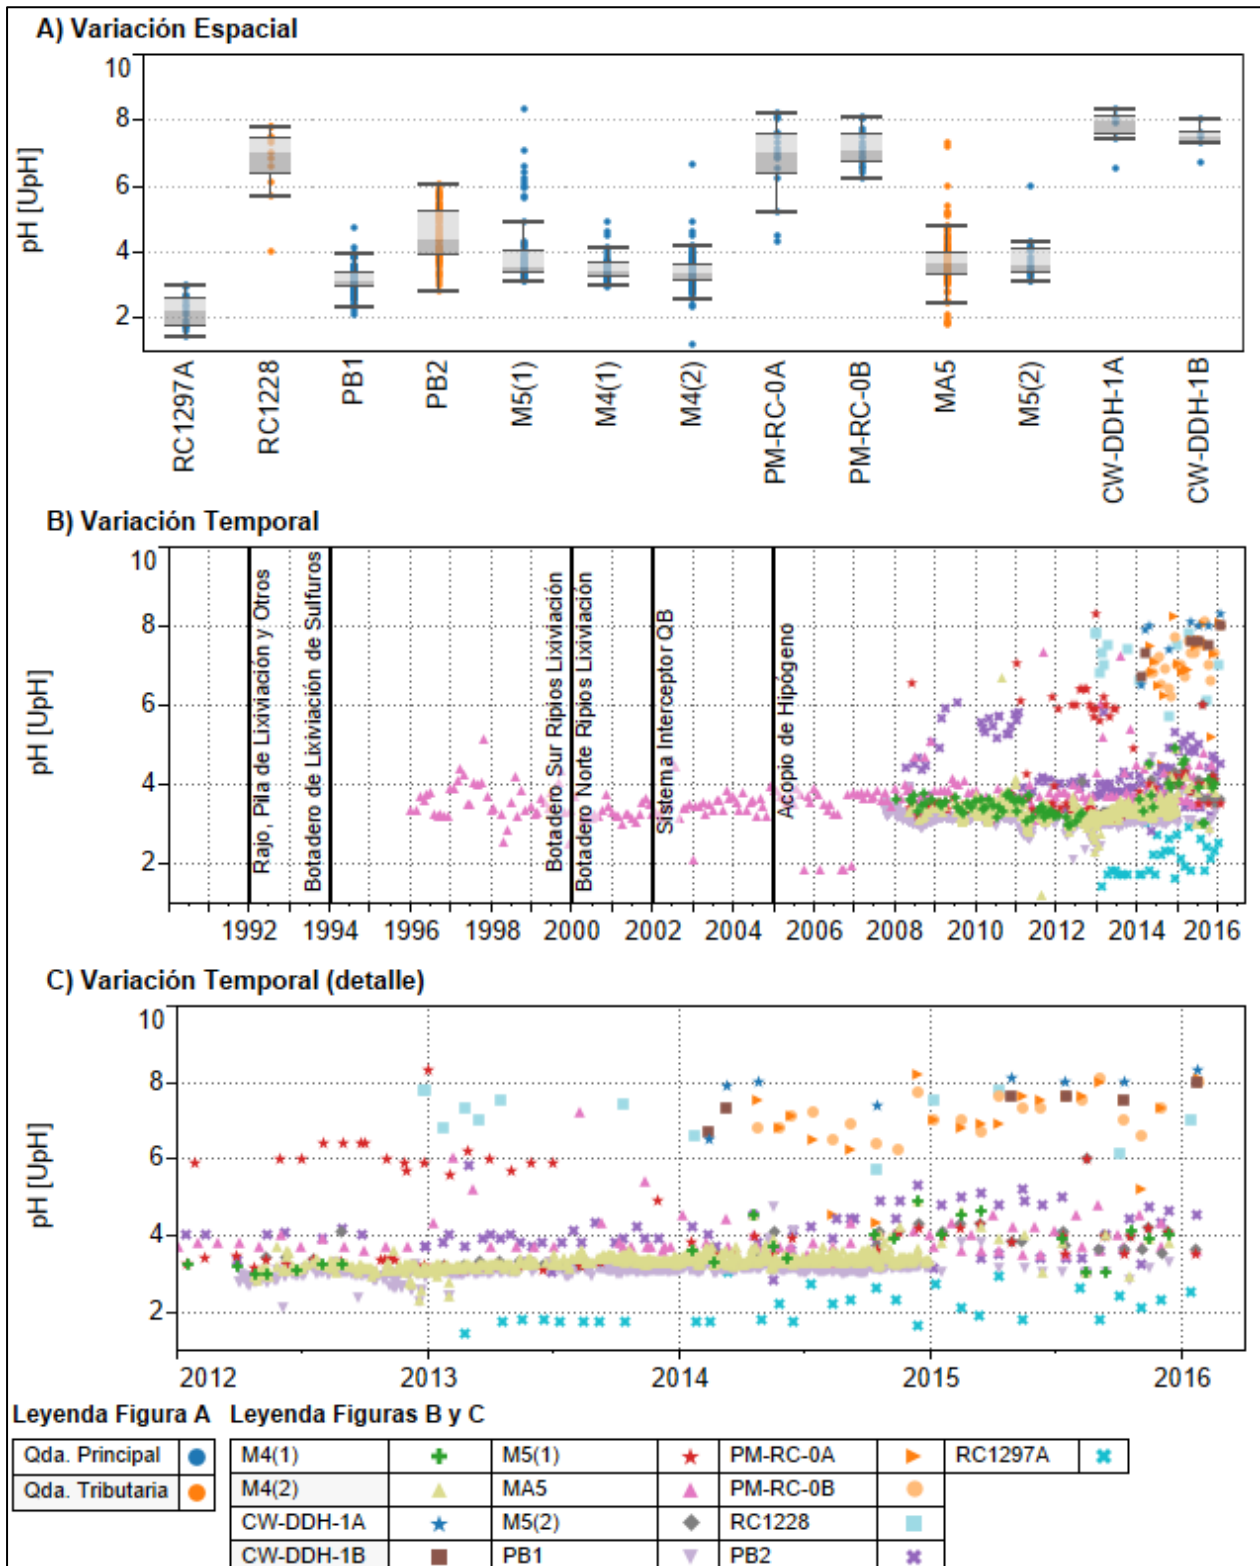 A) Variación Espacial
10
8
6
4
2
pH [UpH]
RC1297A
RC1228
PB1
PB2
M5(1)
M4(1)
M4(2)
PM-RC-0A
PM-RC-0B
MA5
M5(2)
CW-DDH-1A
CW-DDH-1B
B) Variación Temporal
10
8
6
4
2
pH [UpH]
Rajo, Pila de Lixiviación y Otros
Botadero de Lixiviación de Sulfuros
Botadero Sur Ripios Lixiviación
Botadero Norte Ripios Lixiviación
Sistema Interceptor QB
Acopio de Hipógeno
1992 1994 1996 1998 2000 2002 2004 2006 2008 2010 2012 2014 2016
C) Variación Temporal (detalle)
10
8
6
4
2
pH [UpH]
2012 2013 2014 2015 2016
Leyenda Figura A Leyenda Figuras B y C
Qda. Principal M4(1) M5(1) PM-RC-0A RC1297A
Qda. Tributaria M4(2) MA5 PM-RC-0B
CW-DDH-1A M5(2) RC1228
CW-DDH-1B PB1 PB2